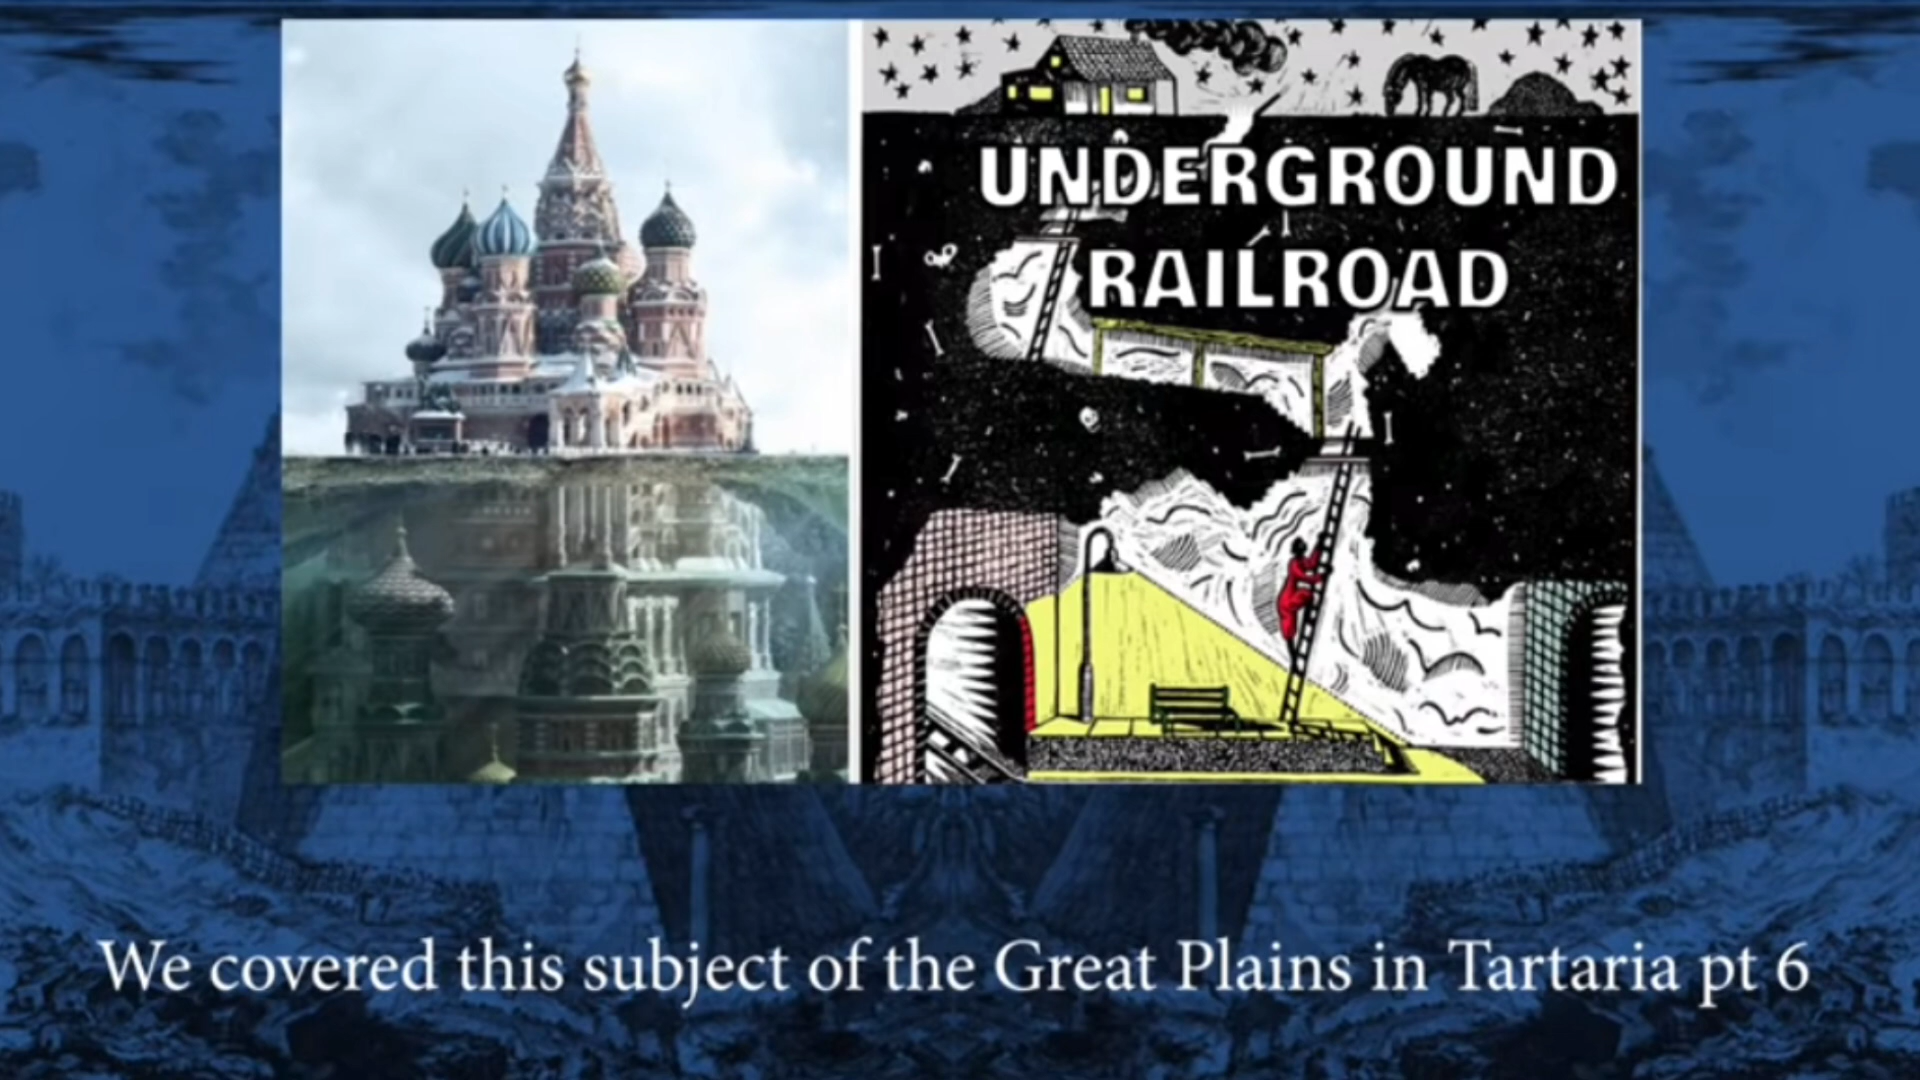 UNDERGROUND
RAILROAD
We covered this subject of the Great Plains in Tartaria pt 6